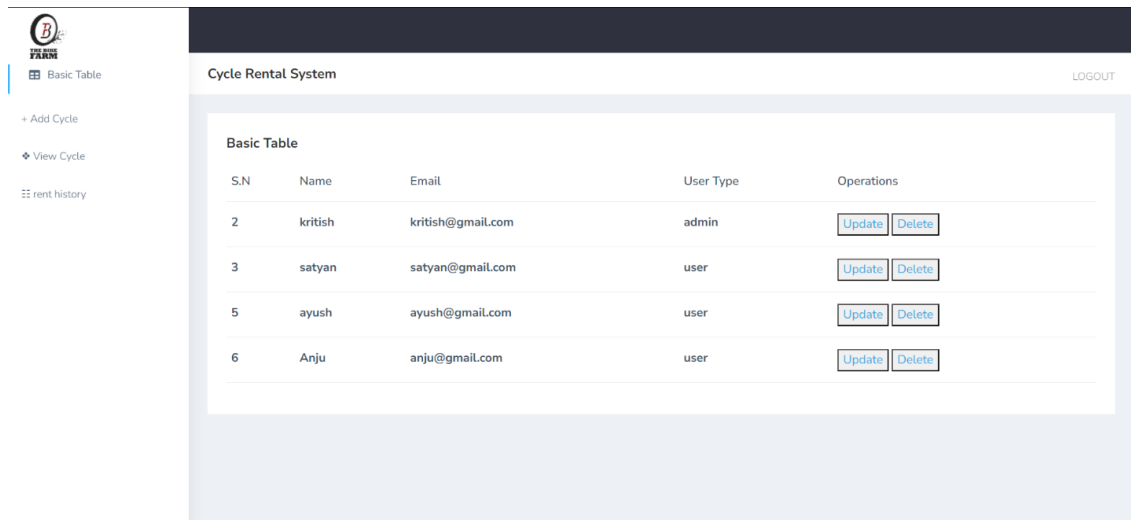 B
THE BIKE
FARM
Basic Table
+ Add Cycle
❖ View Cycle
☷ rent history
Cycle Rental System
LOGOUT
Basic Table
S.N Name Email User Type Operations
2 kritish kritish@gmail.com admin Update Delete
3 satyan satyan@gmail.com user Update Delete
5 ayush ayush@gmail.com user Update Delete
6 Anju anju@gmail.com user Update Delete